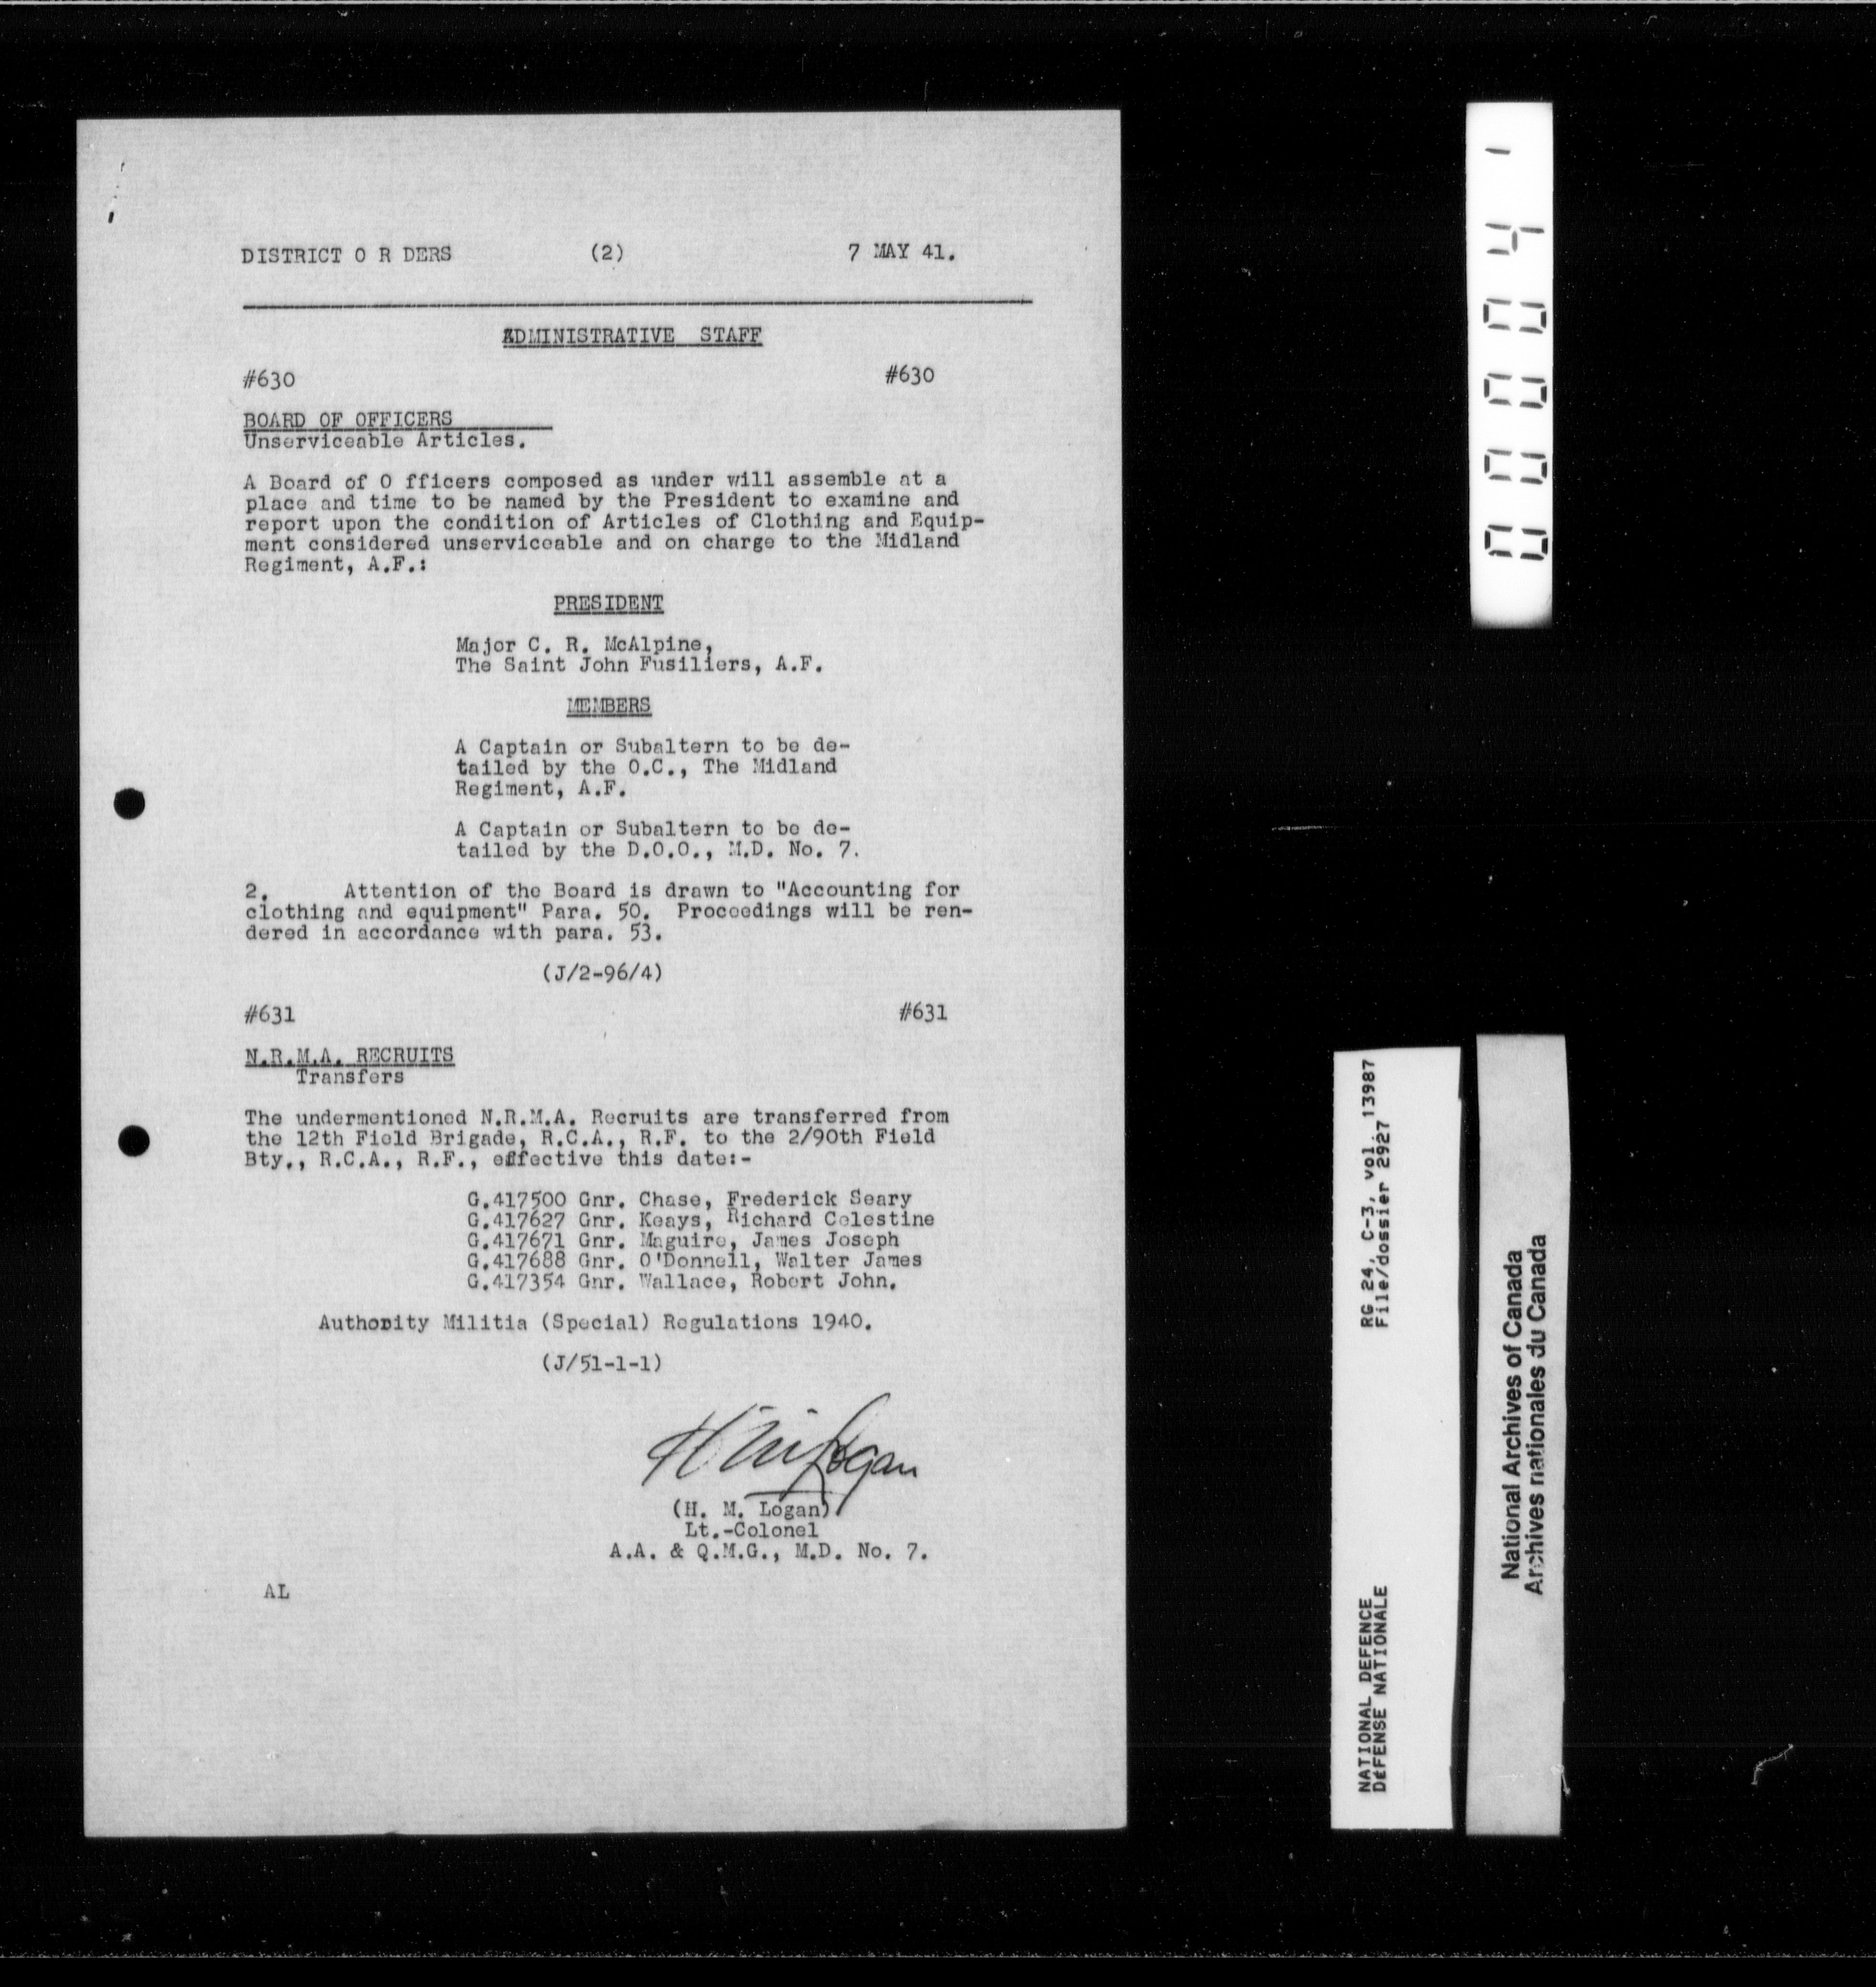 DISTRICT O R DERS (2) 7 MAY 41.
ADMINISTRATIVE STAFF
#630 #630
BOARD OF OFFICERS
Unserviceable Articles.
A Board of O fficers composed as under will assemble at a
place and time to be named by the President to examine and
report upon the condition of Articles of Clothing and Equip-
ment considered unserviceable and on charge to the Midland
Regiment, A.F.:
PRESIDENT
Major C. R. McAlpine,
The Saint John Fusiliers, A.F.
MEMBERS
A Captain or Subaltern to be de-
tailed by the O.C., The Midland
Regiment, A.F.
A Captain or Subaltern to be de-
tailed by the D.O.O., M.D. No. 7.
2. Attention of the Board is drawn to "Accounting for
clothing and equipment" Para. 50. Proceedings will be ren-
dered in accordance with para. 53.
(J/2-96/4)
#631 #631
N.R.M.A. RECRUITS
Transfers
The undermentioned N.R.M.A. Recruits are transferred from
the 12th Field Brigade, R.C.A., R.F. to the 2/90th Field
Bty., R.C.A., R.F., effective this date:-
G.417500 Gnr. Chase, Frederick Seary
G.417627 Gnr. Keays, Richard Celestine
G.417671 Gnr. Maguire, James Joseph
G.417688 Gnr. O'Donnell, Walter James
G.417354 Gnr. Wallace, Robert John.
Authority Militia (Special) Regulations 1940.
(J/51-1-1)
H M Logan
(H. M. Logan)
Lt.-Colonel
A.A. & Q.M.G., M.D. No. 7.
AL
000041
NATIONAL DEFENCE RG 24, C-3, vol. 13987
DÉFENSE NATIONALE File/dossier 2927
National Archives of Canada
Archives nationales du Canada